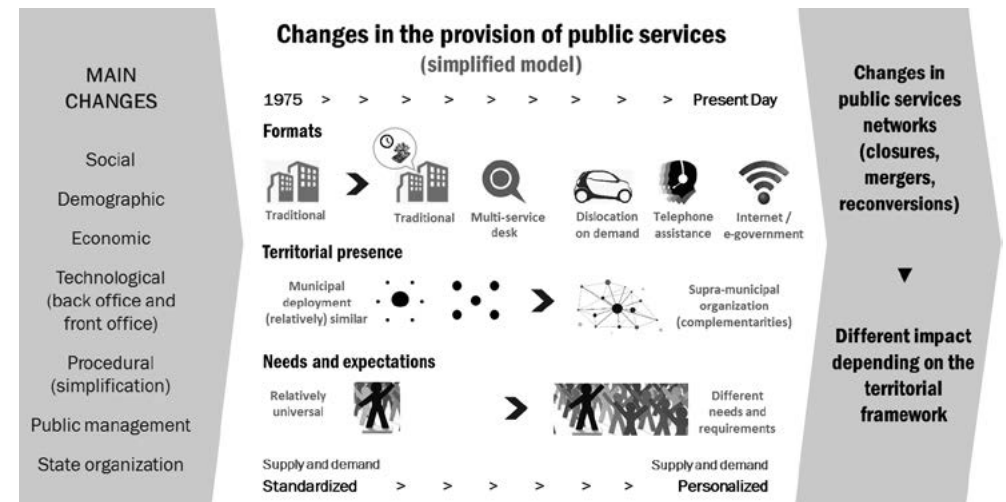 MAIN
CHANGES
Social
Demographic
Economic
Technological
(back office and
front office)
Procedural
(simplification)
Public management
State organization
Changes in the provision of public services
(simplified model)
1975 > > > > > > > > > Present Day
Formats
Traditional
Traditional
Multi-service
desk
Dislocation
on demand
Telephone
assistance
Internet /
e-government
Territorial presence
Municipal
deployment
(relatively) similar
Supra-municipal
organization
(complementarities)
Needs and expectations
Relatively
universal
Different
needs and
requirements
Supply and demand
Standardized > > > > > >
Supply and demand
Personalized
Changes in
public services
networks
(closures,
mergers,
reconversions)
Different impact
depending on the
territorial
framework